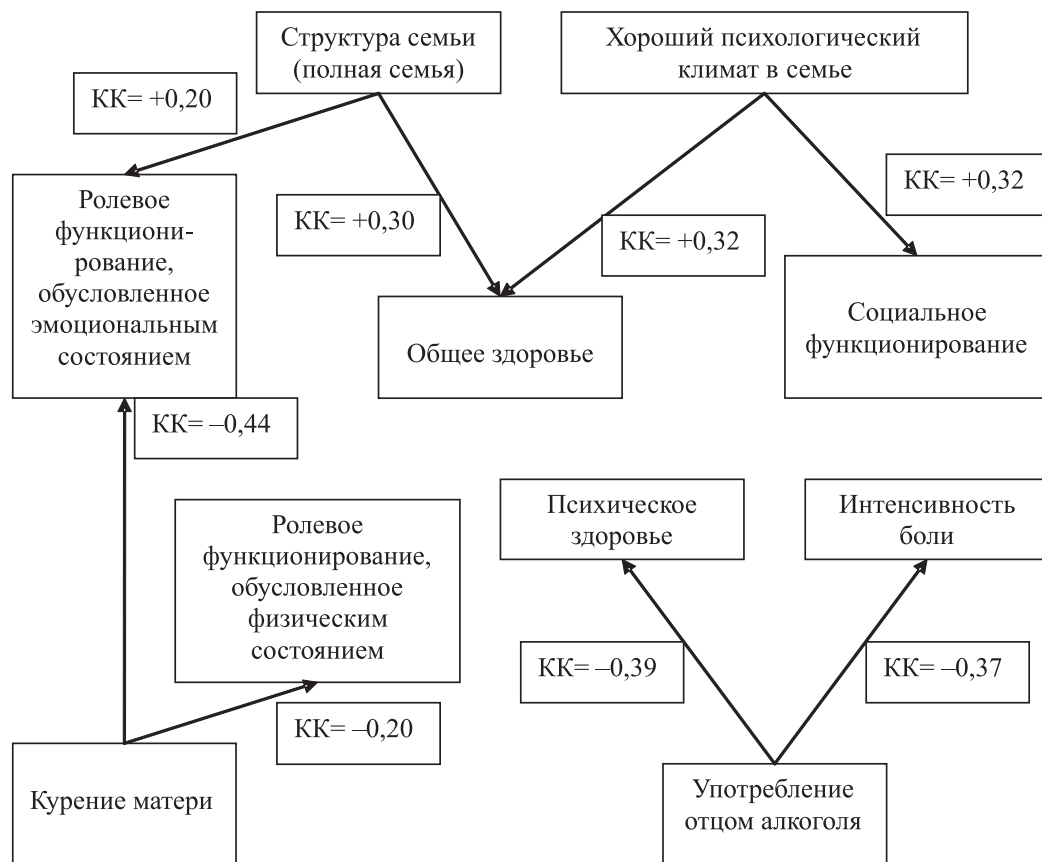 Структура семьи
(полная семья)
Хороший психологический
климат в семье
КК= +0,20
КК= +0,32
Ролевое
функциони-
рование,
обусловленное
эмоциональным
состоянием
КК= +0,30
КК= +0,32
Общее здоровье
Социальное
функционирование
КК= –0,44
Психическое
здоровье
Интенсивность
боли
Ролевое
функционирование,
обусловленное
физическим
состоянием
КК= –0,39
КК= –0,37
КК= –0,20
Курение матери
Употребление
отцом алкоголя